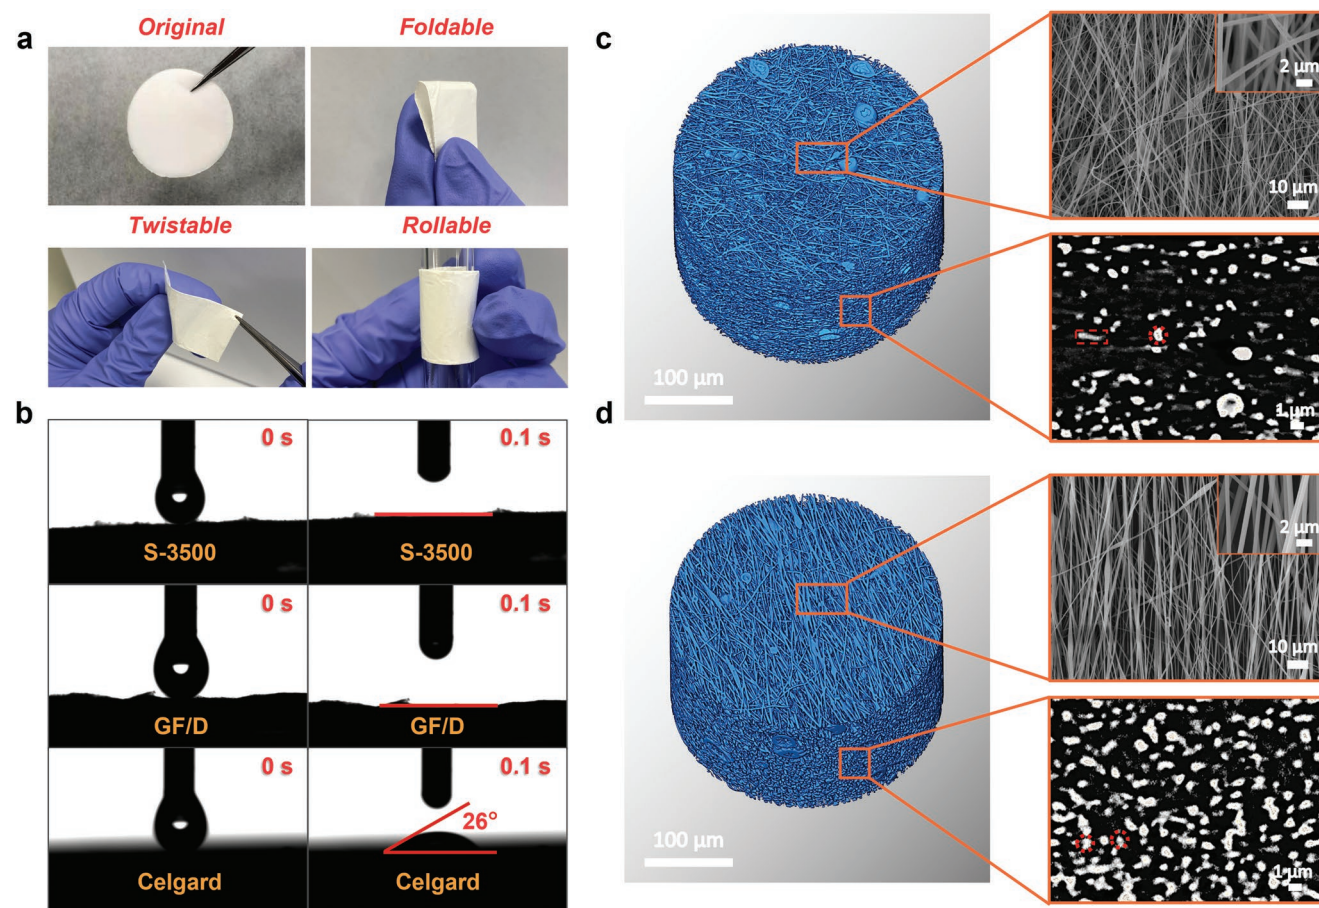 a
Original
Foldable
Twistable
Rollable
b
0 s
0.1 s
S-3500
S-3500
0 s
0.1 s
GF/D
GF/D
0 s
0.1 s
26°
Celgard
Celgard
c
100 µm
2 µm
10 µm
1 µm
d
100 µm
2 µm
10 µm
1 µm